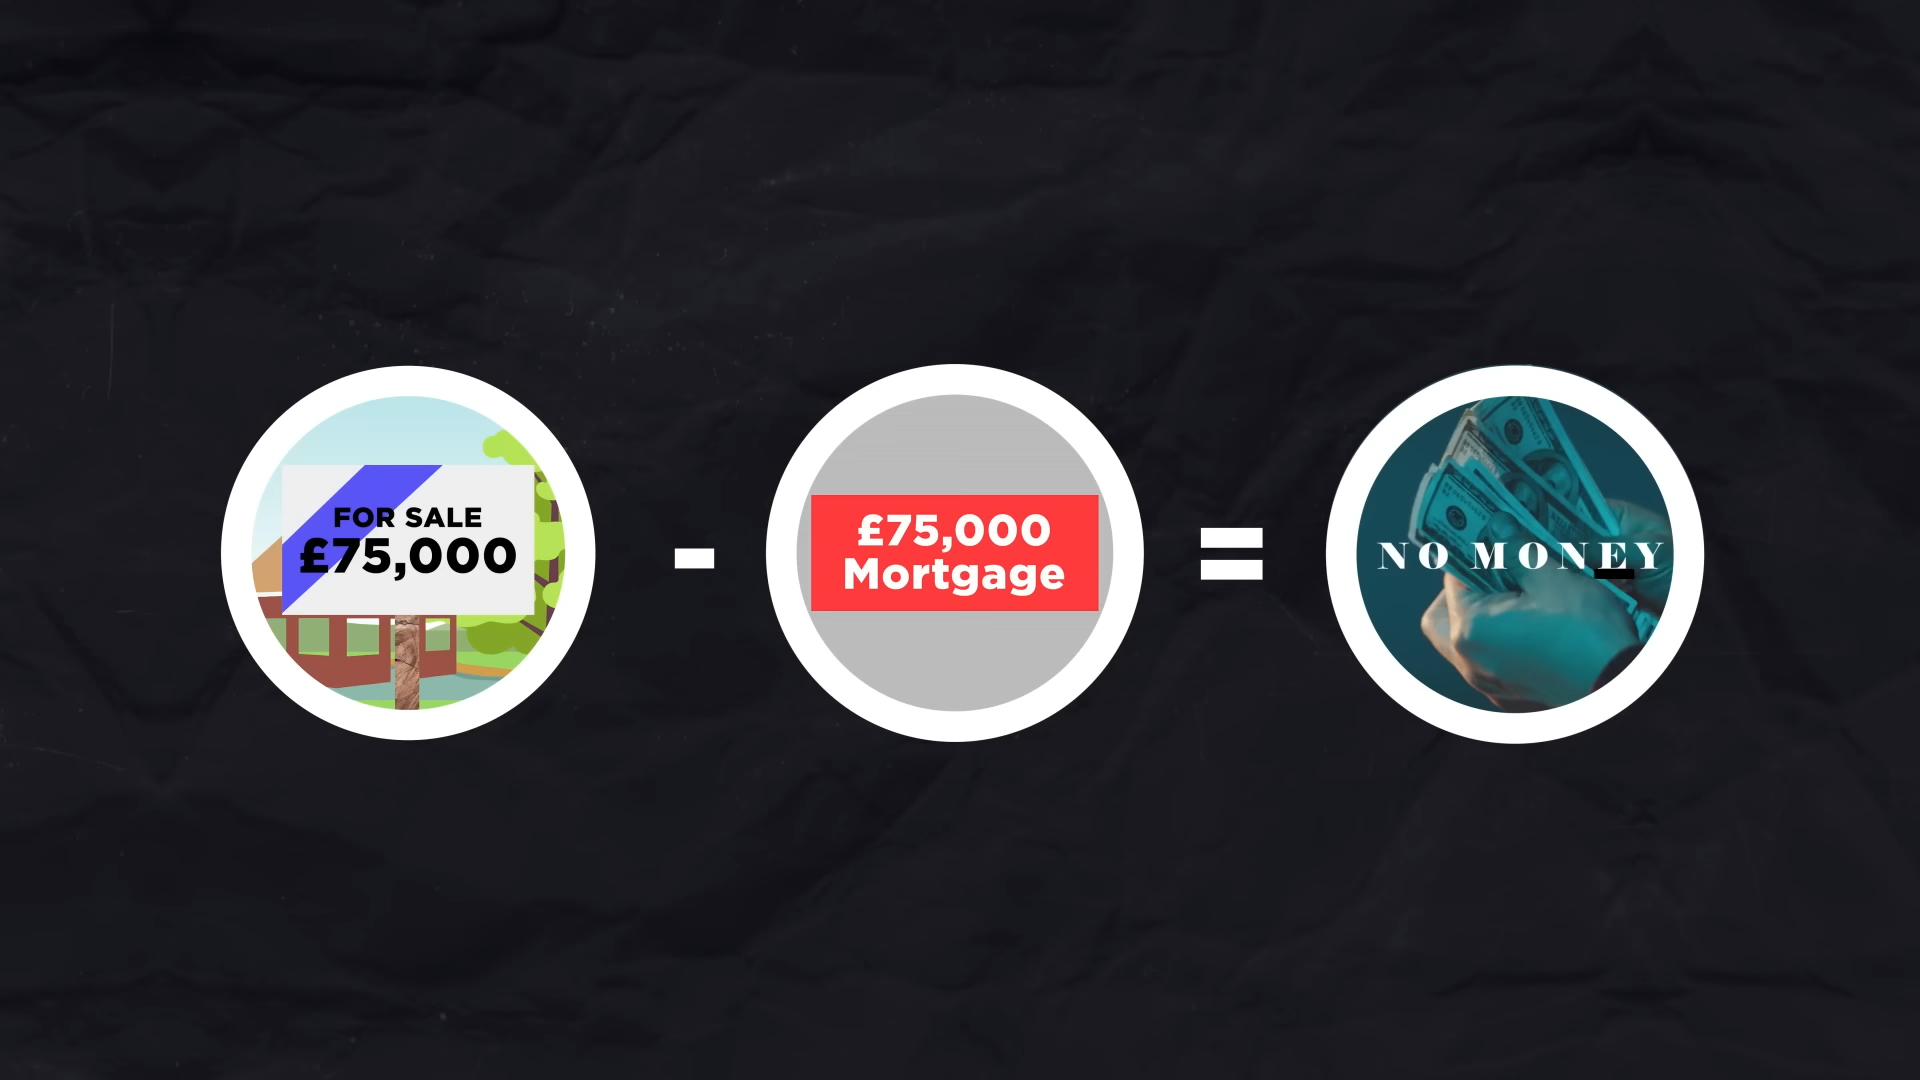 FOR SALE
£75,000
-
£75,000
Mortgage
=
NO MONEY